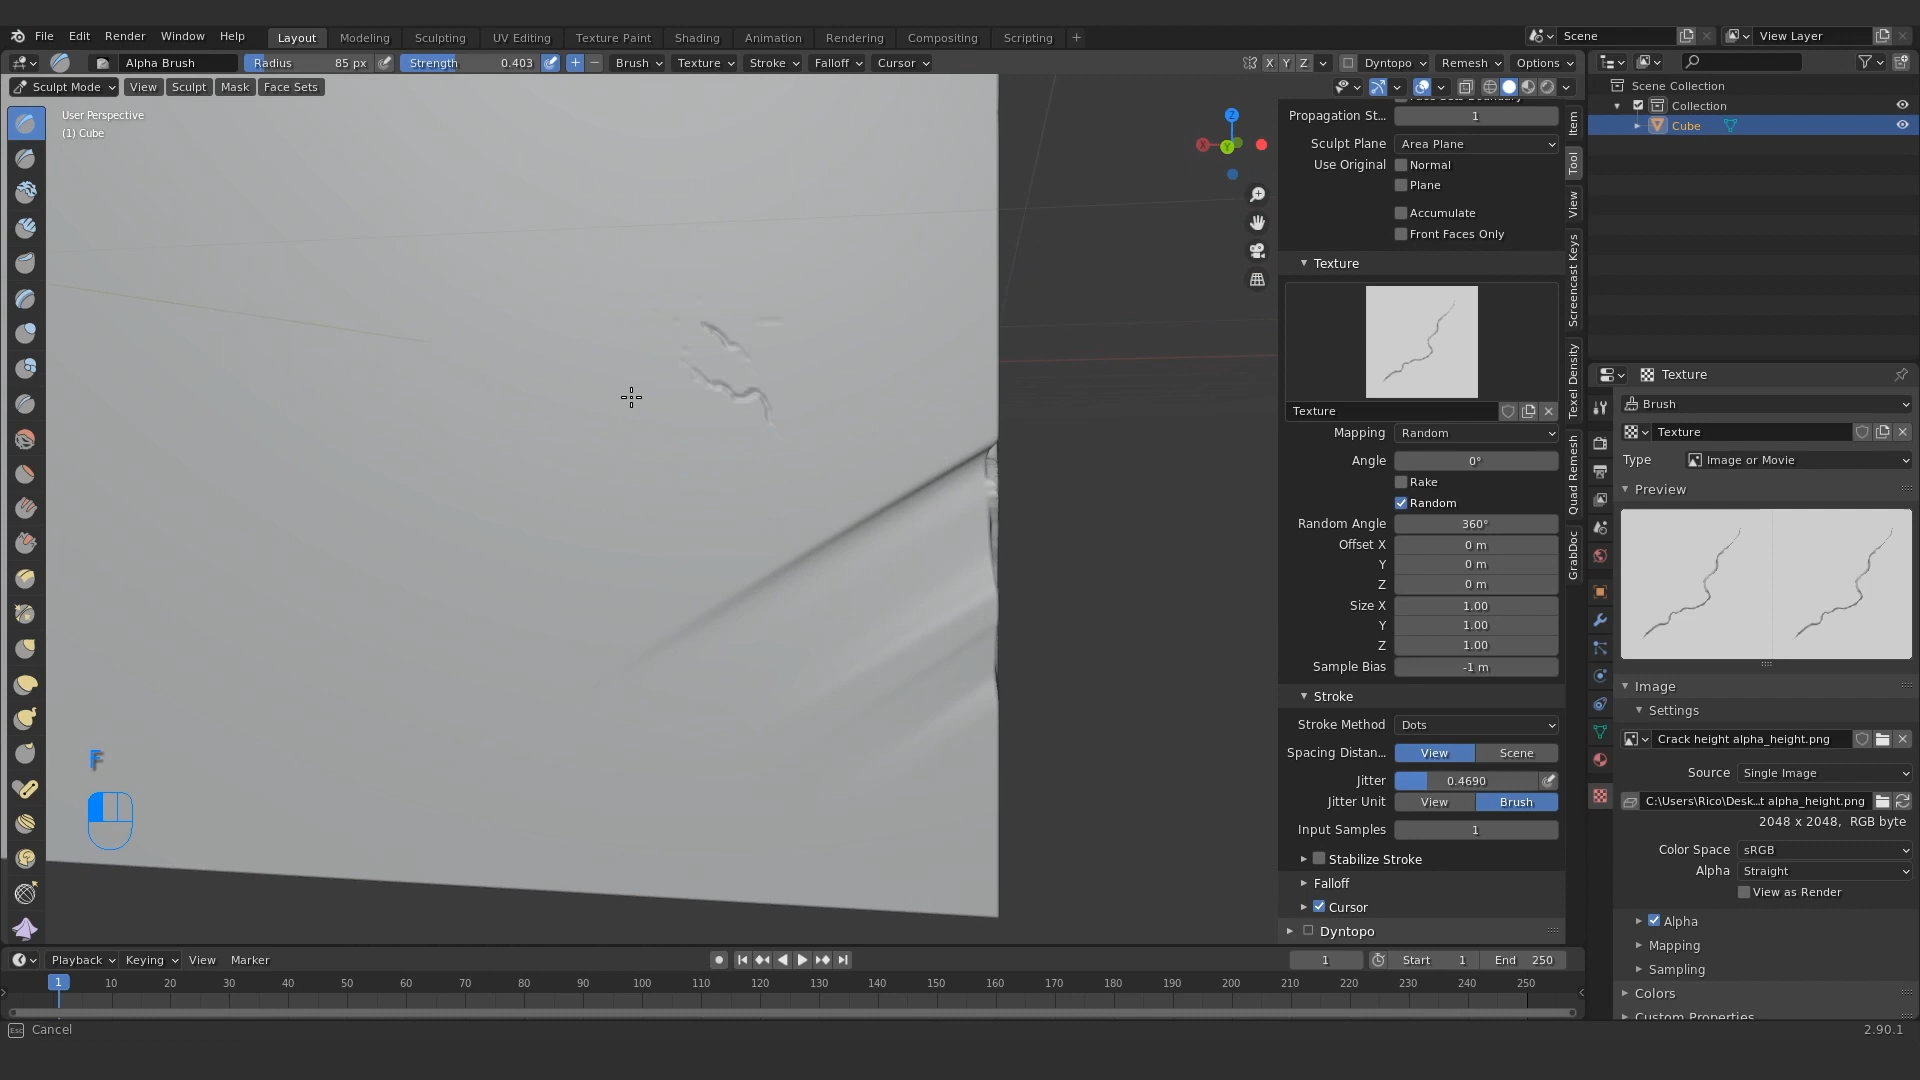 File Edit Render Window Help Layout Modeling Sculpting UV Editing Texture Paint Shading Animation Rendering Compositing Scripting + Scene View Layer
Alpha Brush Radius 85 px Strength 0.403 Brush Texture Stroke Falloff Cursor X Y Z Dyntopo Remesh Options
Sculpt Mode View Sculpt Mask Face Sets
User Perspective
(1) Cube
Z
X
Y
Propagation St... 1
Sculpt Plane Area Plane
Use Original Normal
Plane
Accumulate
Front Faces Only
Texture
Texture
Mapping Random
Angle 0°
Rake
Random
Random Angle 360°
Offset X 0 m
Y 0 m
Z 0 m
Size X 1.00
Y 1.00
Z 1.00
Sample Bias -1 m
Stroke
Stroke Method Dots
Spacing Distan... View Scene
Jitter 0.4690
Jitter Unit View Brush
Input Samples 1
Stabilize Stroke
Falloff
Cursor
Dyntopo
Item
Tool
View
Screencast Keys
Texel Density
Quad Remesh
GrabDoc
Scene Collection
Collection
Cube
Texture
Brush
Texture
Type Image or Movie
Preview
Image
Settings
Crack height alpha_height.png
Source Single Image
C:\Users\Rico\Desk...t alpha_height.png
2048 x 2048, RGB byte
Color Space sRGB
Alpha Straight
View as Render
Alpha
Mapping
Sampling
Colors
Custom Properties
F
Playback Keying View Marker 1 Start 1 End 250
1 10 20 30 40 50 60 70 80 90 100 110 120 130 140 150 160 170 180 190 200 210 220 230 240 250
Esc Cancel 2.90.1